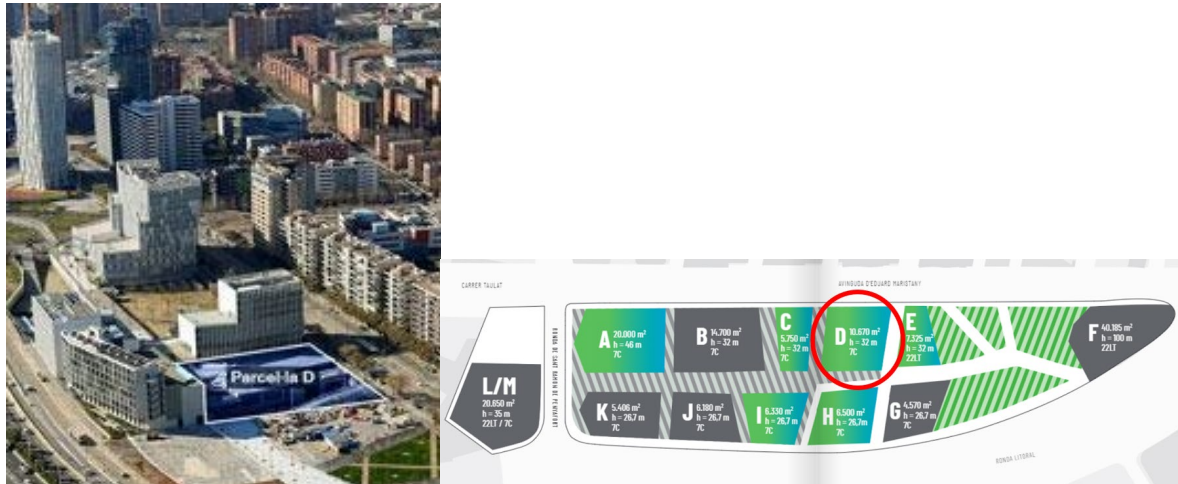 Parcel·la D
CARRER TAULAT
AVINGUDA D'EDUARD MARISTANY
RONDA DE SANT RAMON DE PENYAFORT
A
20.000 m²
h = 46 m
7C
B
14.700 m²
h = 32 m
7C
C
5.750 m²
h = 32 m
7C
D
10.670 m²
h = 32 m
7C
E
7.325 m²
h = 32 m
22LT
F
40.185 m²
h = 100 m
22LT
L/M
20.650 m²
h = 35 m
22LT / 7C
K
5.406 m²
h = 26,7 m
7C
J
6.180 m²
h = 26,7 m
7C
I
6.330 m²
h = 26,7 m
7C
H
6.500 m²
h = 26,7m
7C
G
4.570 m²
h = 26,7 m
7C
RONDA LITORAL